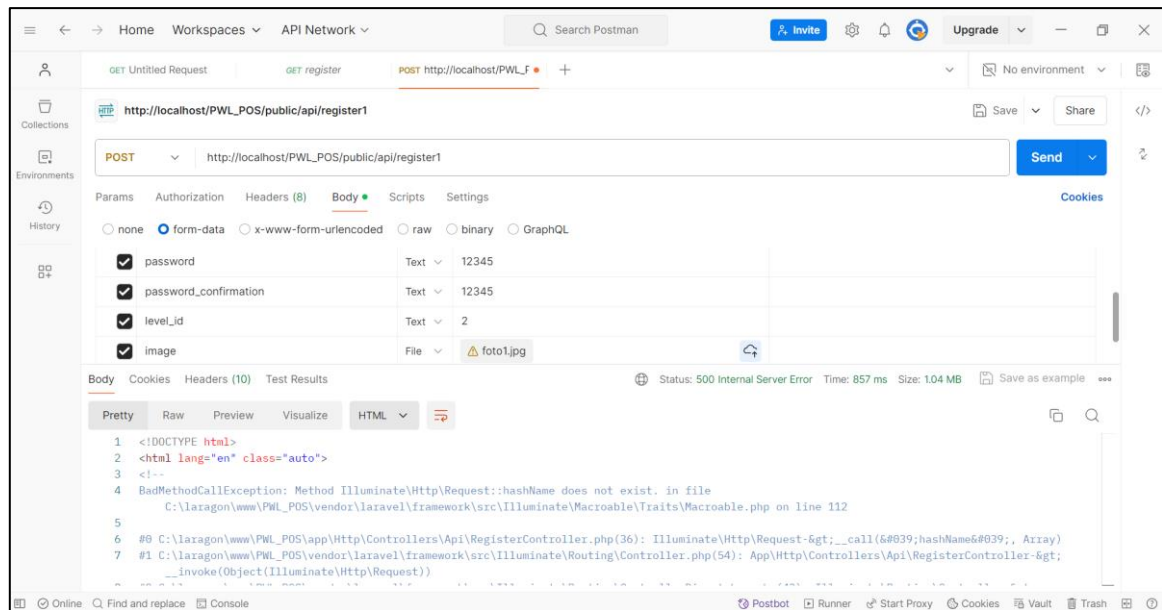 Home Workspaces API Network Search Postman Invite Upgrade
GET Untitled Request GET register POST http://localhost/PWL_F No environment
HTTP http://localhost/PWL_POS/public/api/register1 Save Share
Collections
POST http://localhost/PWL_POS/public/api/register1 Send
Environments
Params Authorization Headers (8) Body Scripts Settings Cookies
History
none form-data x-www-form-urlencoded raw binary GraphQL
password Text 12345
password_confirmation Text 12345
level_id Text 2
image File foto1.jpg
Body Cookies Headers (10) Test Results Status: 500 Internal Server Error Time: 857 ms Size: 1.04 MB Save as example
Pretty Raw Preview Visualize HTML
1 <!DOCTYPE html>
2 <html lang="en" class="auto">
3 <!--
4 BadMethodCallException: Method Illuminate\Http\Request::hashName does not exist. in file
C:\laragon\www\PWL_POS\vendor\laravel\framework\src\Illuminate\Macroable\Traits\Macroable.php on line 112
5
6 #0 C:\laragon\www\PWL_POS\app\Http\Controllers\Api\RegisterController.php(36): Illuminate\Http\Request-&gt;__call(&#039;hashName&#039;, Array)
7 #1 C:\laragon\www\PWL_POS\vendor\laravel\framework\src\Illuminate\Routing\Controller.php(54): App\Http\Controllers\Api\RegisterController-&gt;
__invoke(Object(Illuminate\Http\Request))
Online Find and replace Console Postbot Runner Start Proxy Cookies Vault Trash